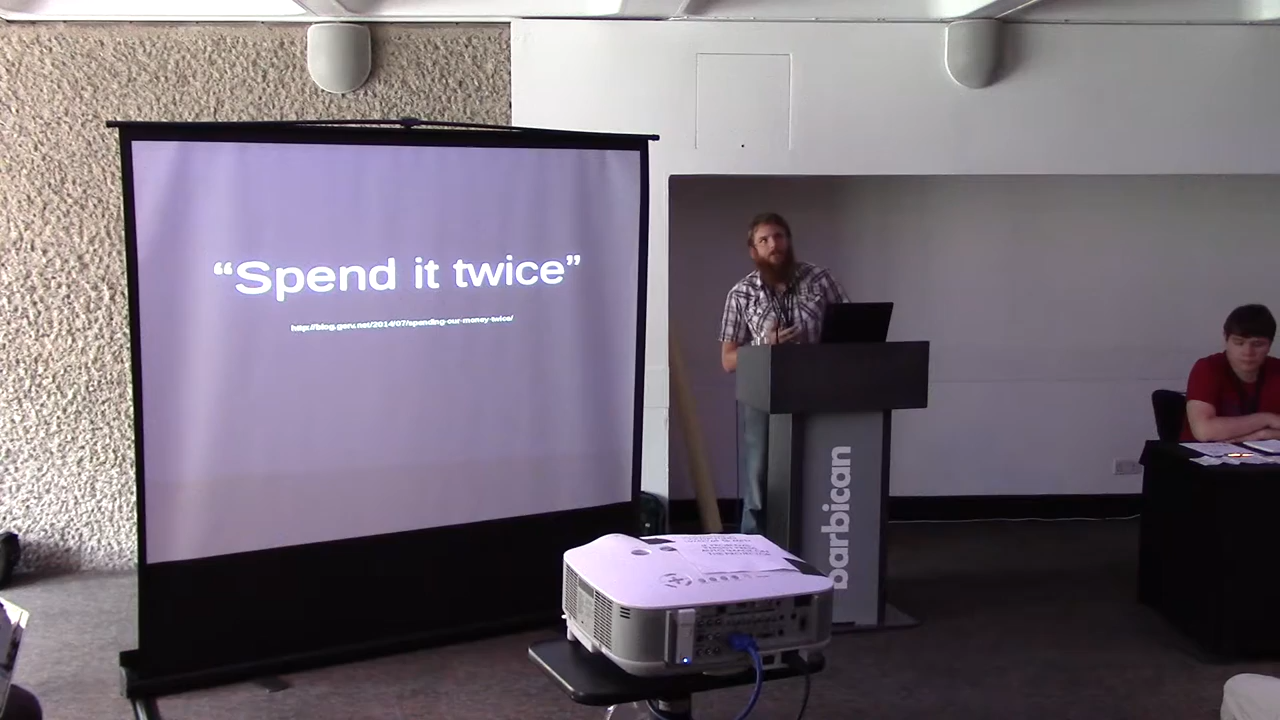 “Spend it twice”
http://blog.gerv.net/2014/07/spending-our-money-twice/
barbican